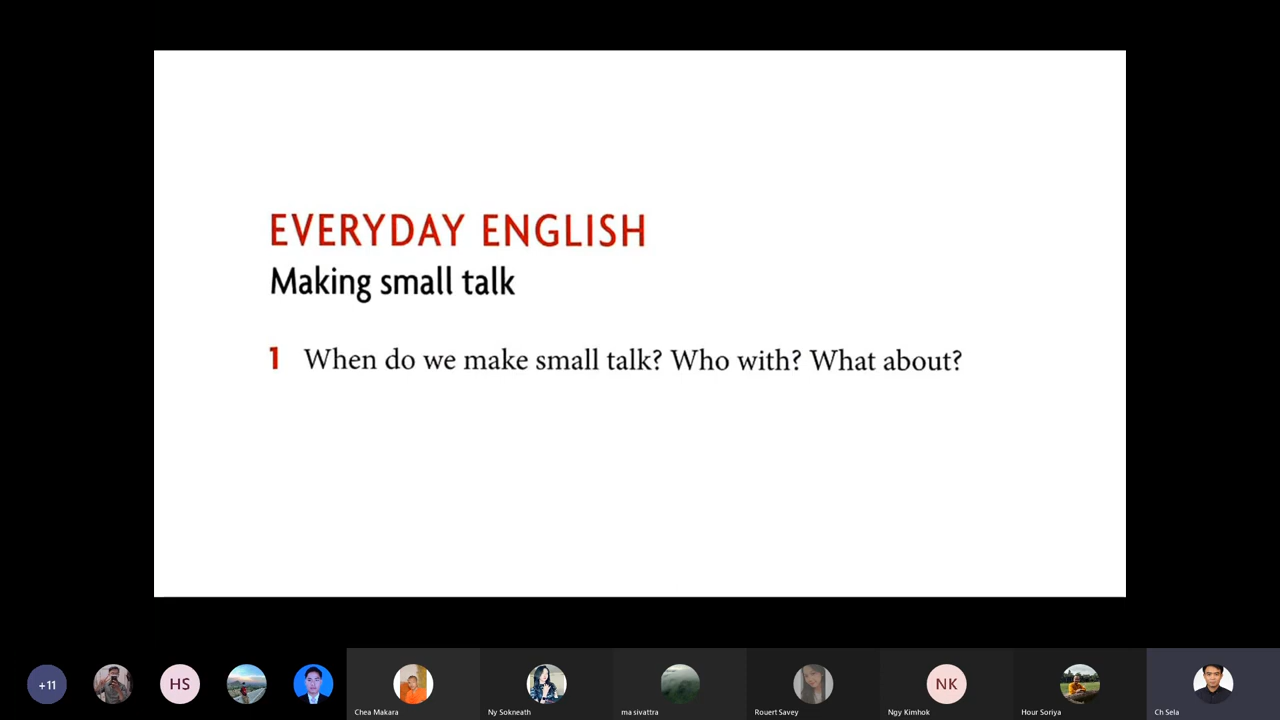 EVERYDAY ENGLISH
Making small talk
1 When do we make small talk? Who with? What about?
+11
HS
NK
Chea Makara
Ny Sokneath
ma sivattra
Rouert Savey
Ngy Kimhok
Hour Soriya
Ch Sela